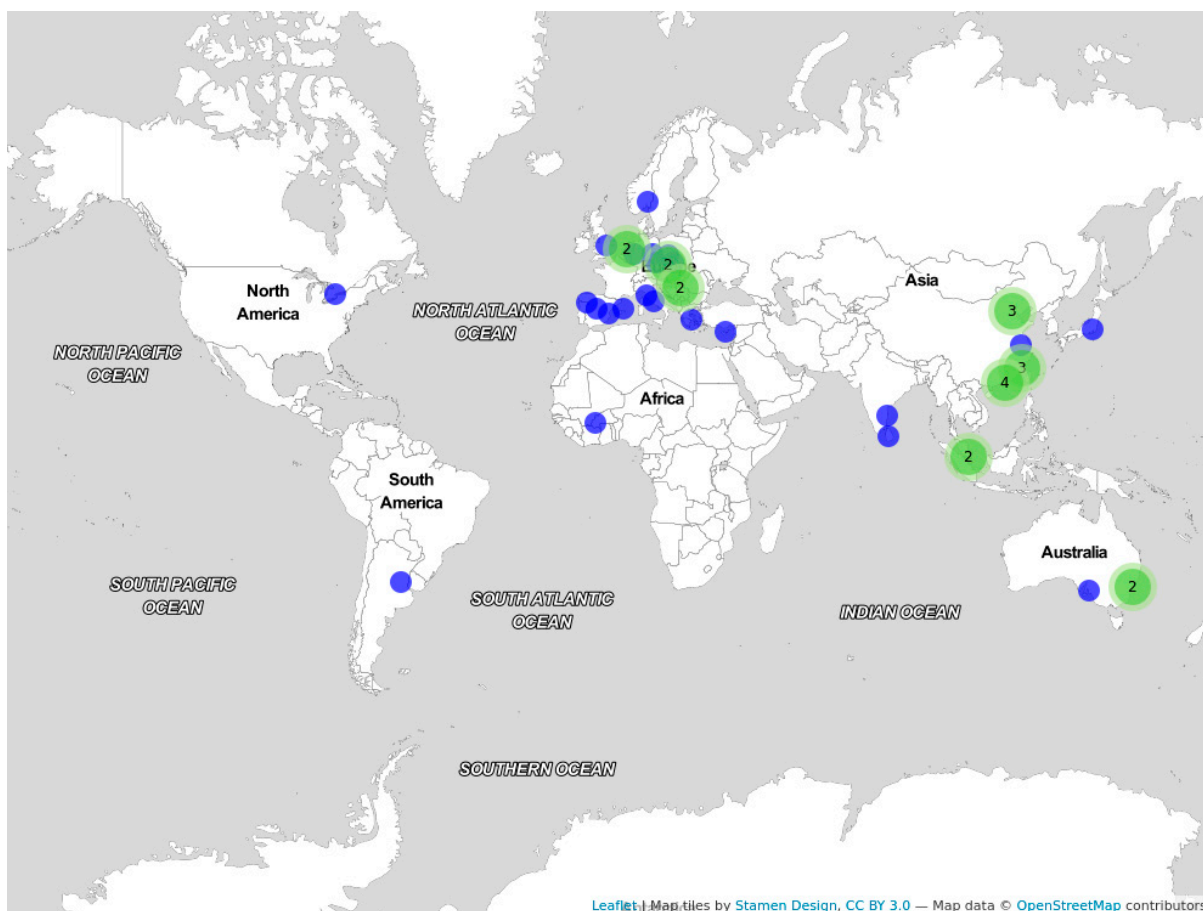 2
2
Asia
2
North
America
3
NORTH ATLANTIC
OCEAN
NORTH PACIFIC
OCEAN
3
4
Africa
2
South
America
Australia
SOUTH PACIFIC
OCEAN
2
SOUTH ATLANTIC
OCEAN
INDIAN OCEAN
SOUTHERN OCEAN
Leaflet | Map tiles by Stamen Design, CC BY 3.0 — Map data © OpenStreetMap contributors